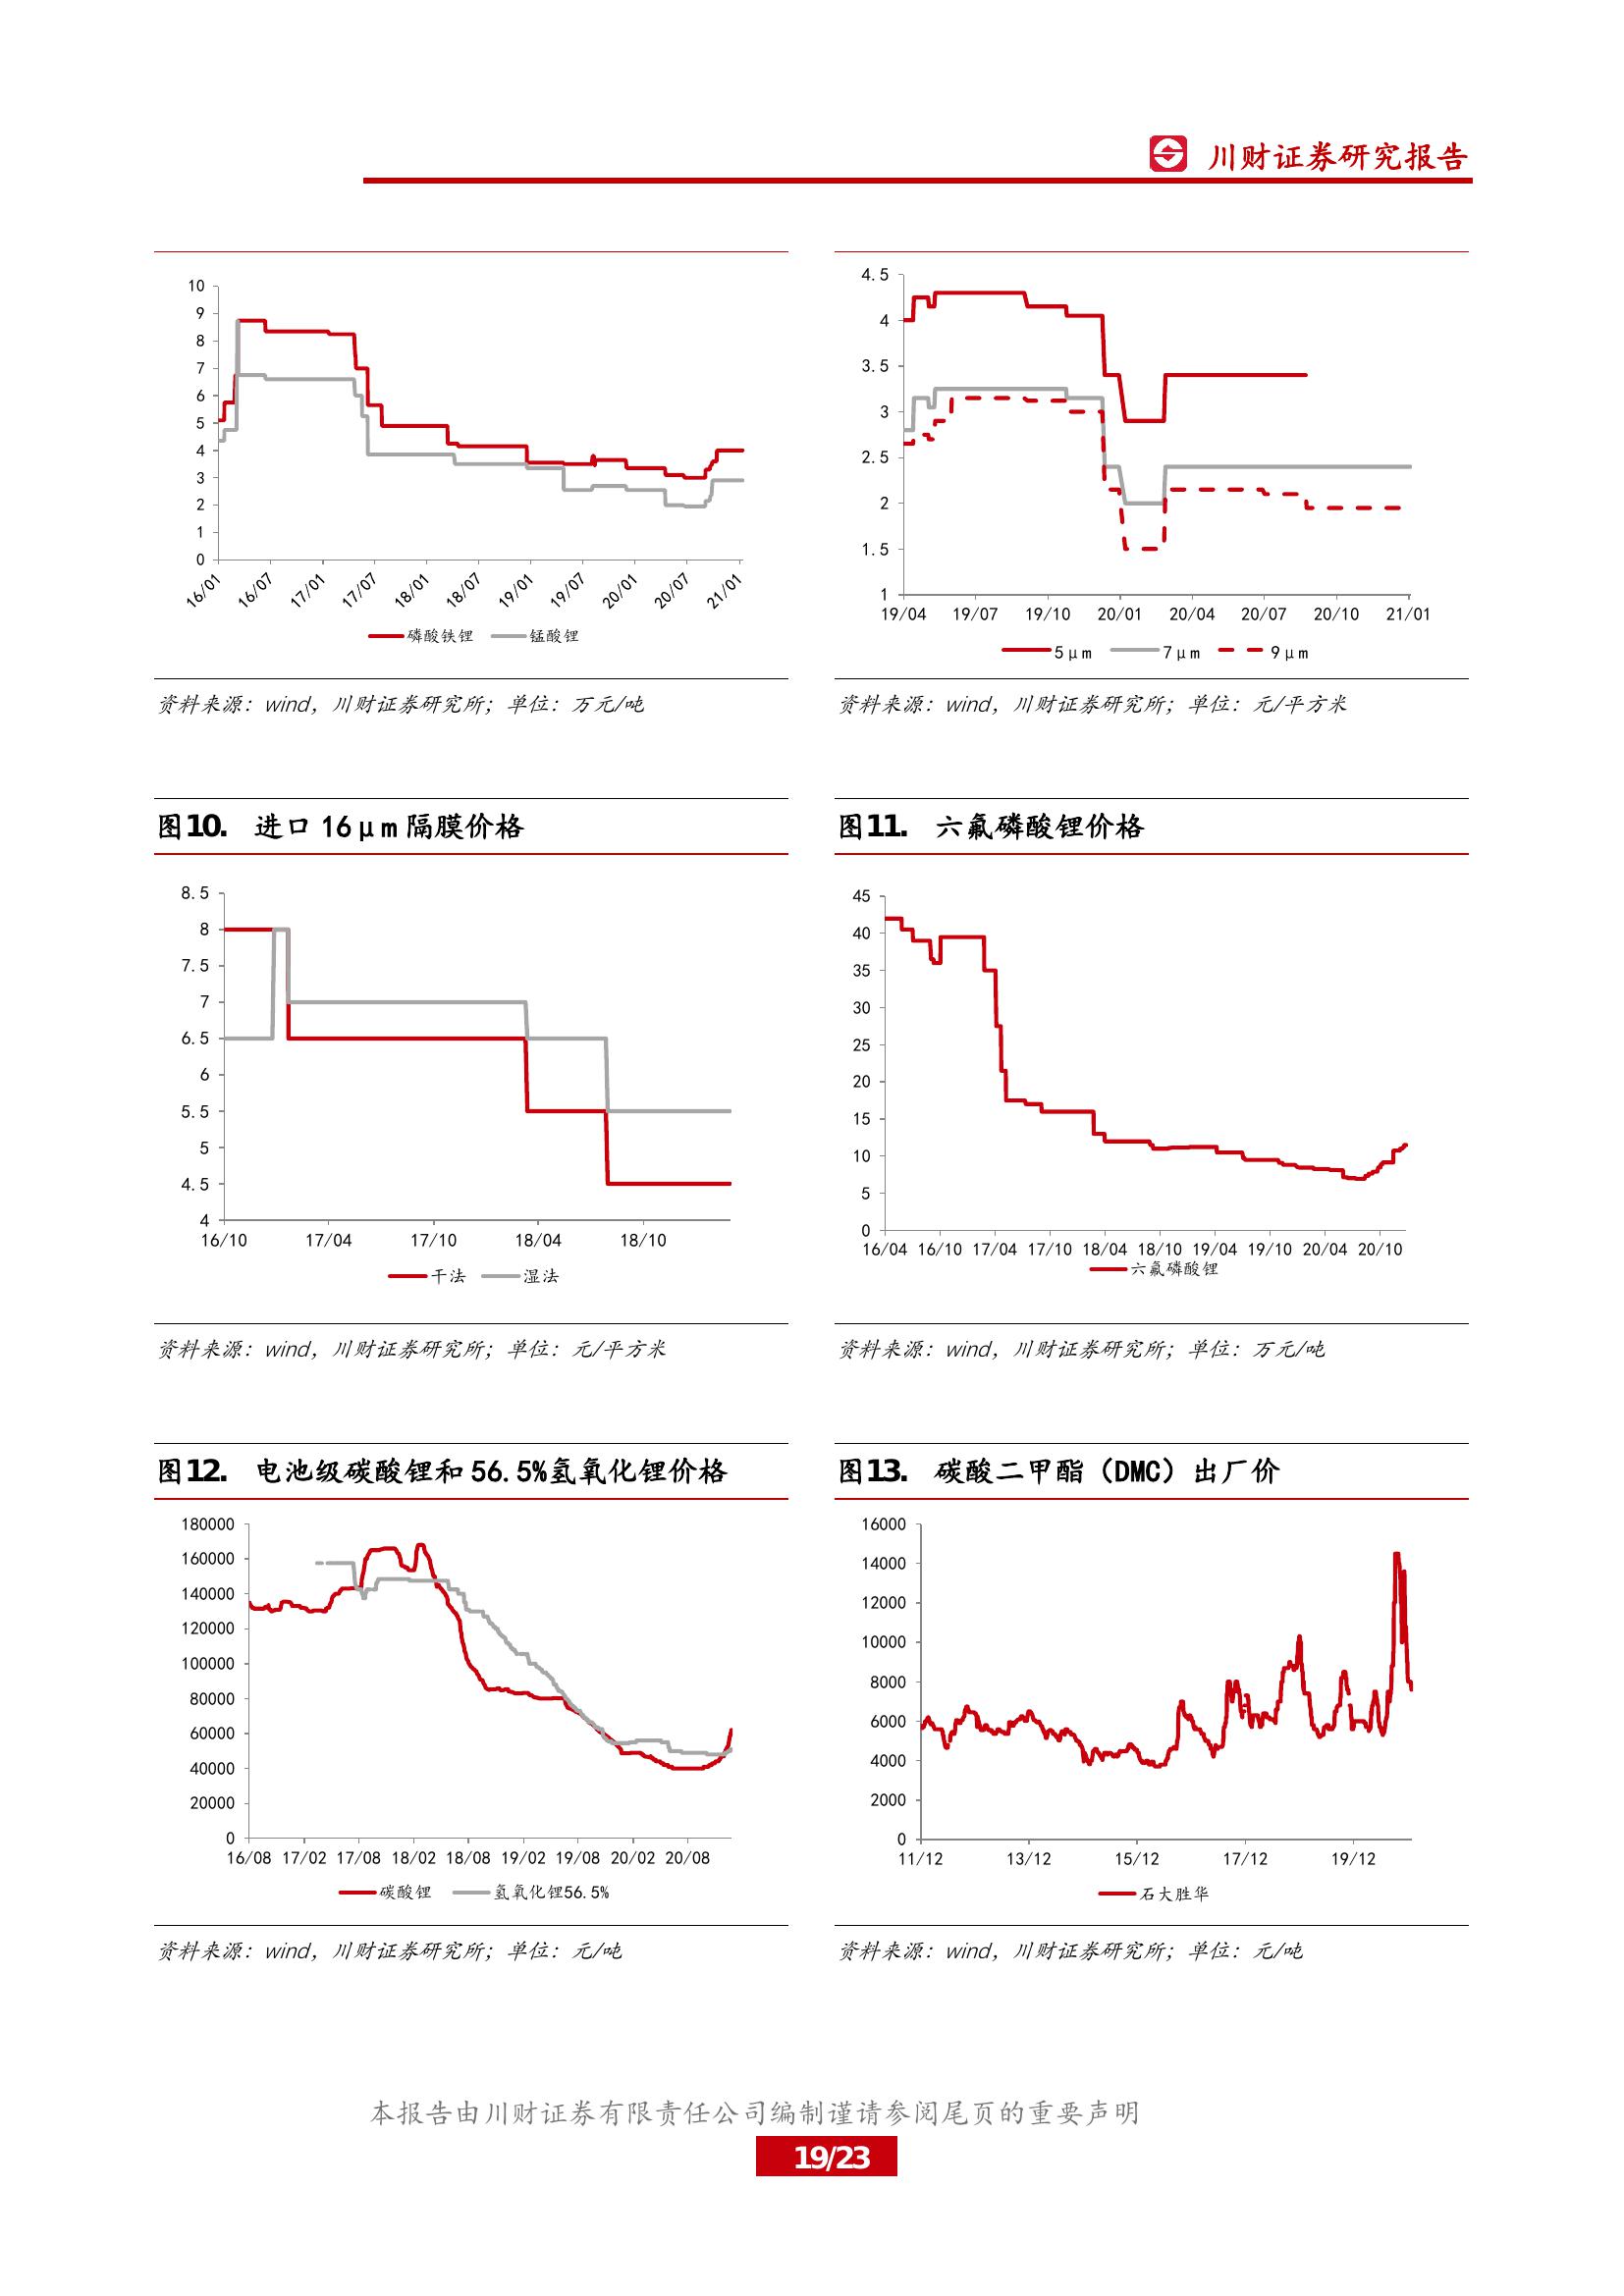 川财证券研究报告
10
9
8
7
6
5
4
3
2
1
0
16/01 16/07 17/01 17/07 18/01 18/07 19/01 19/07 20/01 20/07 21/01
磷酸铁锂 锰酸锂
资料来源：wind，川财证券研究所；单位：万元/吨
4.5
4
3.5
3
2.5
2
1.5
1
19/04 19/07 19/10 20/01 20/04 20/07 20/10 21/01
5μm 7μm 9μm
资料来源：wind，川财证券研究所；单位：元/平方米
图10. 进口 16μm 隔膜价格
8.5
8
7.5
7
6.5
6
5.5
5
4.5
4
16/10 17/04 17/10 18/04 18/10
干法 湿法
资料来源：wind，川财证券研究所；单位：元/平方米
图11. 六氟磷酸锂价格
45
40
35
30
25
20
15
10
5
0
16/04 16/10 17/04 17/10 18/04 18/10 19/04 19/10 20/04 20/10
六氟磷酸锂
资料来源：wind，川财证券研究所；单位：万元/吨
图12. 电池级碳酸锂和 56.5%氢氧化锂价格
180000
160000
140000
120000
100000
80000
60000
40000
20000
0
16/08 17/02 17/08 18/02 18/08 19/02 19/08 20/02 20/08
碳酸锂 氢氧化锂56.5%
资料来源：wind，川财证券研究所；单位：元/吨
图13. 碳酸二甲酯（DMC）出厂价
16000
14000
12000
10000
8000
6000
4000
2000
0
11/12 13/12 15/12 17/12 19/12
石大胜华
资料来源：wind，川财证券研究所；单位：元/吨
本报告由川财证券有限责任公司编制谨请参阅尾页的重要声明
19/23